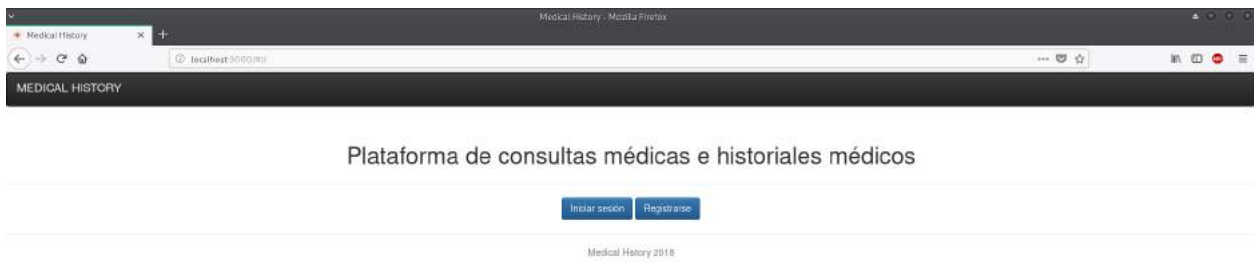 Medical History - Mozilla Firefox
Medical History
MEDICAL HISTORY
Plataforma de consultas médicas e historiales médicos
Iniciar sesión Registrarse
Medical History 2018